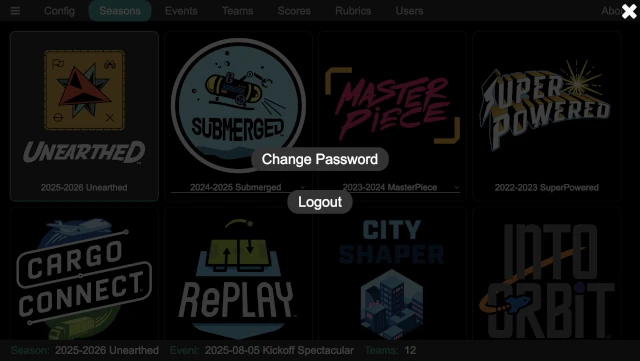 Config Seasons Events Teams Scores Rubrics Users Abo
UNEARTHED
SUBMERGED
MASTER
PIECE
SUPER
POWERED
2025-2026 Unearthed
2024-2025 Submerged
2023-2024 MasterPiece
2022-2023 SuperPowered
Change Password
Logout
CARGO
CONNECT
RePLAY
CITY
SHAPER
INTO
ORBiT
Season: 2025-2026 Unearthed Event: 2025-08-05 Kickoff Spectacular Teams: 12